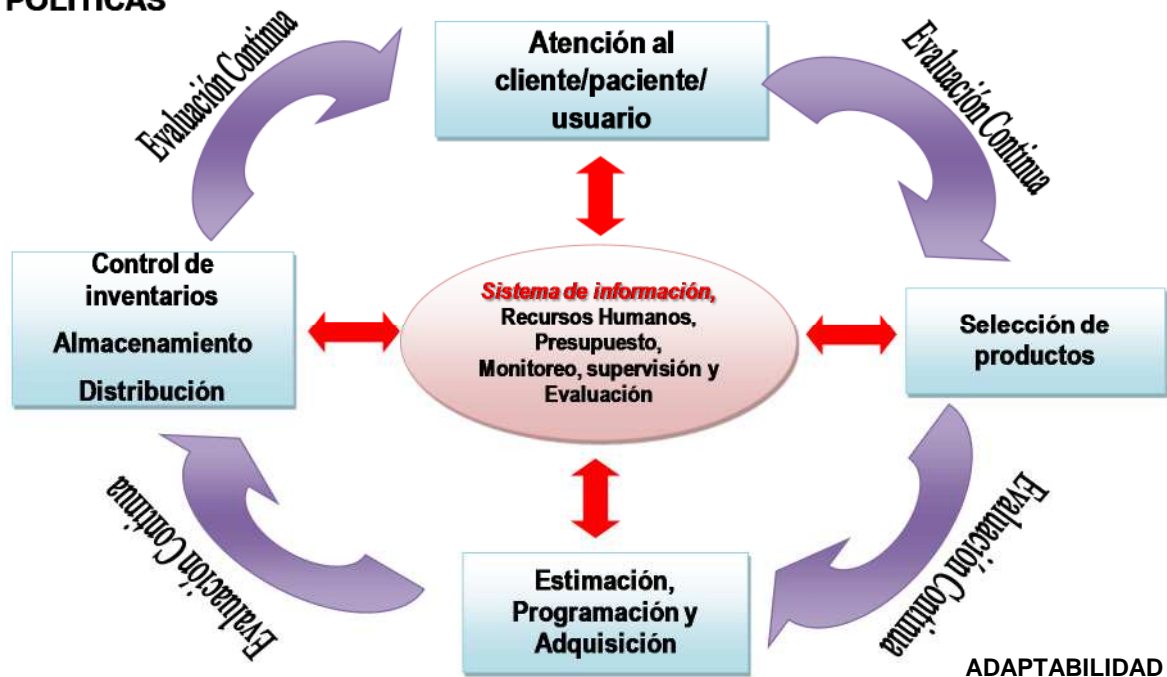 POLÍTICAS
Evaluación Continua
Atención al
cliente/paciente/
usuario
Evaluación Continua
Control de
inventarios
Almacenamiento
Distribución
Sistema de información,
Recursos Humanos,
Presupuesto,
Monitoreo, supervisión y
Evaluación
Selección de
productos
Evaluación Continua
Estimación,
Programación y
Adquisición
Evaluación Continua
ADAPTABILIDAD